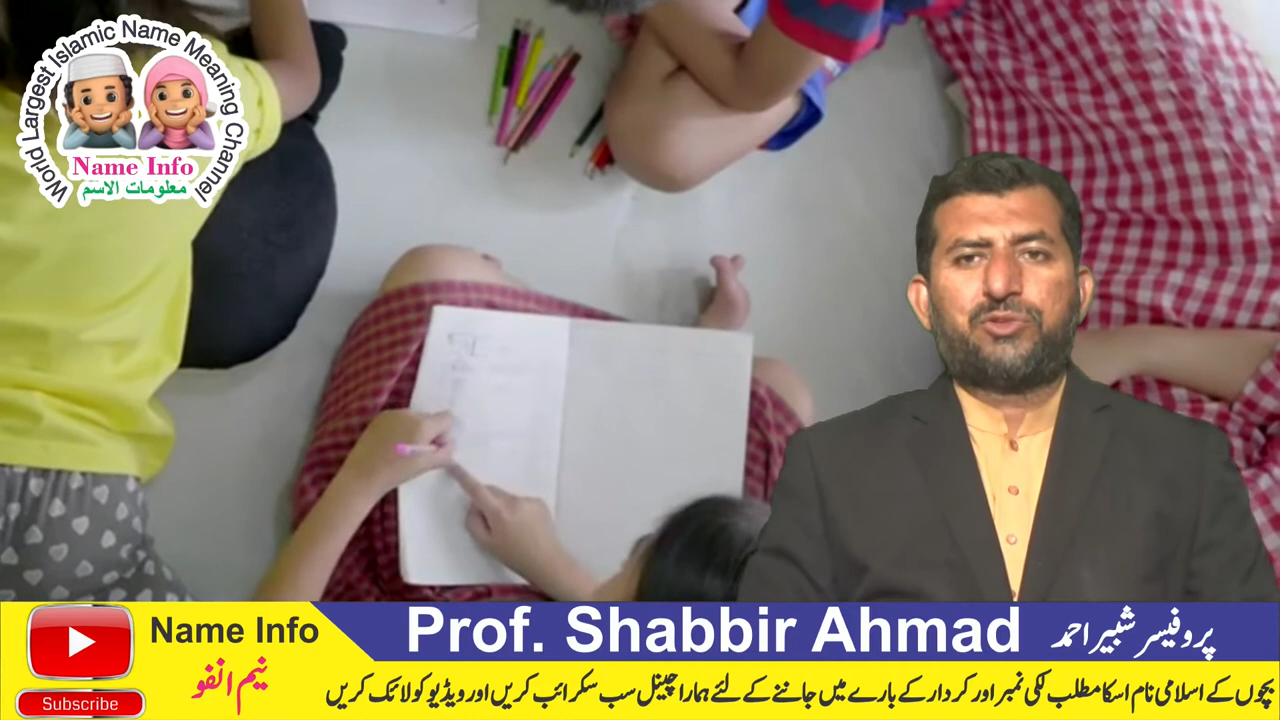 World Largest Islamic Name Meaning Channel
Name Info
معلومات الاسم
Name Info
نیم انفو
Subscribe
Prof. Shabbir Ahmad
پروفیسر شبیر احمد
بچوں کے اسلامی نام اسکا مطلب لکی نمبر اور کردار کے بارے میں جاننے کے لئے ہمارا چینل سب سکرائب کریں اور ویڈیو کو لائک کریں